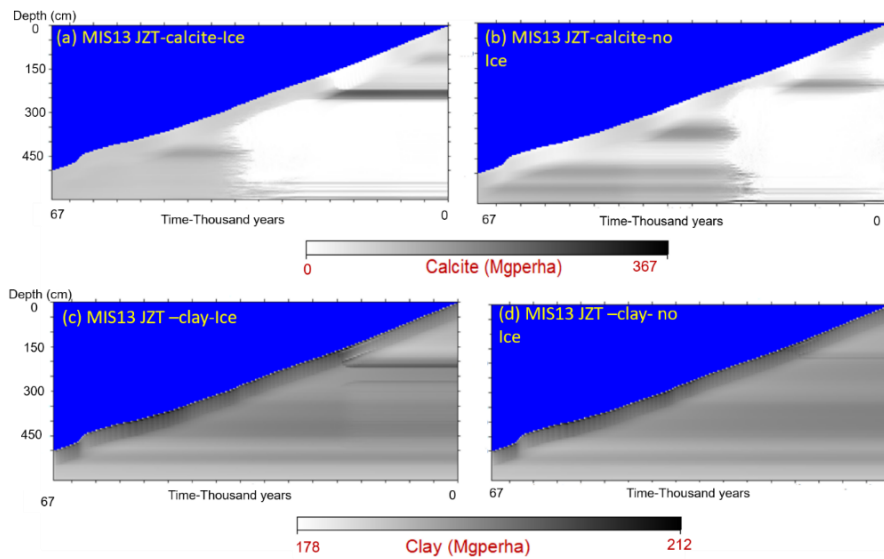 Depth (cm)
0
150
300
450
(a) MIS13 JZT-calcite-Ice
(b) MIS13 JZT-calcite-no
Ice
67
Time-Thousand years
0
67
Time-Thousand years
0
0
Calcite (Mgperha)
367
Depth (cm)
0
150
300
450
(c) MIS13 JZT –clay-Ice
(d) MIS13 JZT –clay- no
Ice
67
Time-Thousand years
0
67
Time-Thousand years
0
178
Clay (Mgperha)
212